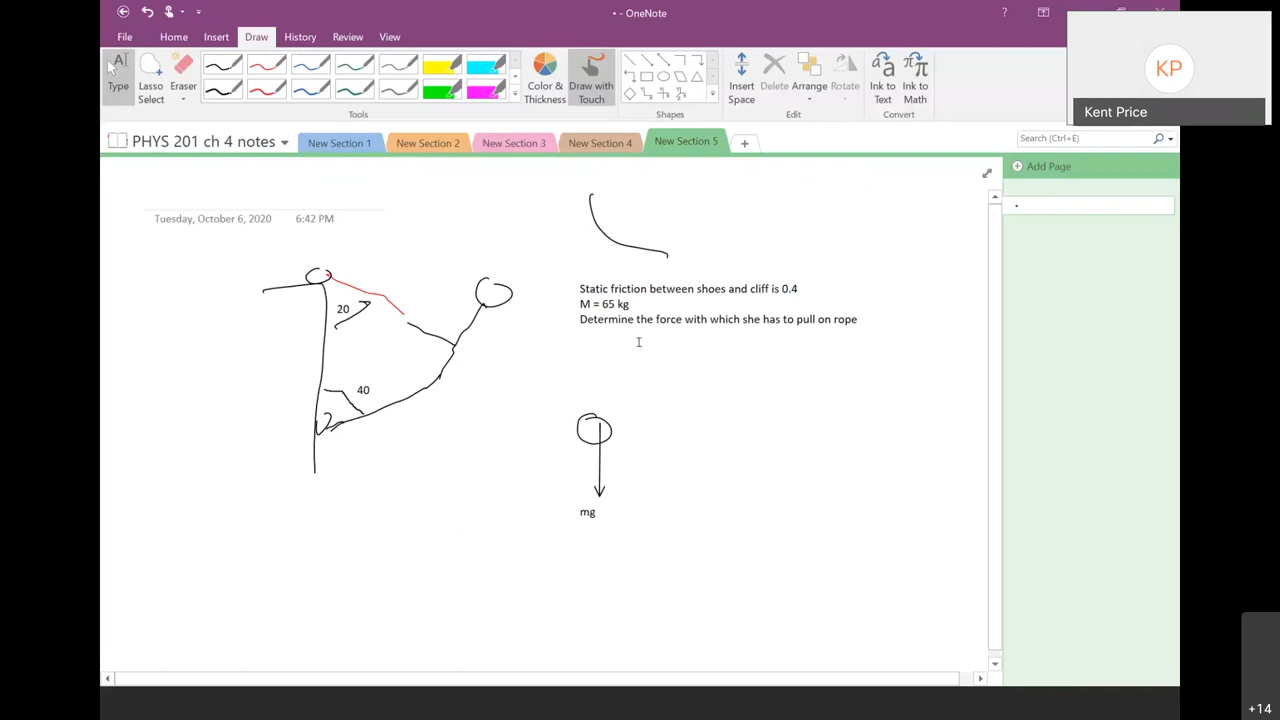 • - OneNote
?
File Home Insert Draw History Review View
Type
Lasso Select
Eraser
Color & Thickness
Draw with Touch
Insert Space
Delete
Arrange
Rotate
Ink to Text
Ink to Math
Tools
Shapes
Edit
Convert
KP
Kent Price
PHYS 201 ch 4 notes
New Section 1
New Section 2
New Section 3
New Section 4
New Section 5
Search (Ctrl+E)
Add Page
Tuesday, October 6, 2020 6:42 PM
20
40
Static friction between shoes and cliff is 0.4
M = 65 kg
Determine the force with which she has to pull on rope
mg
+14